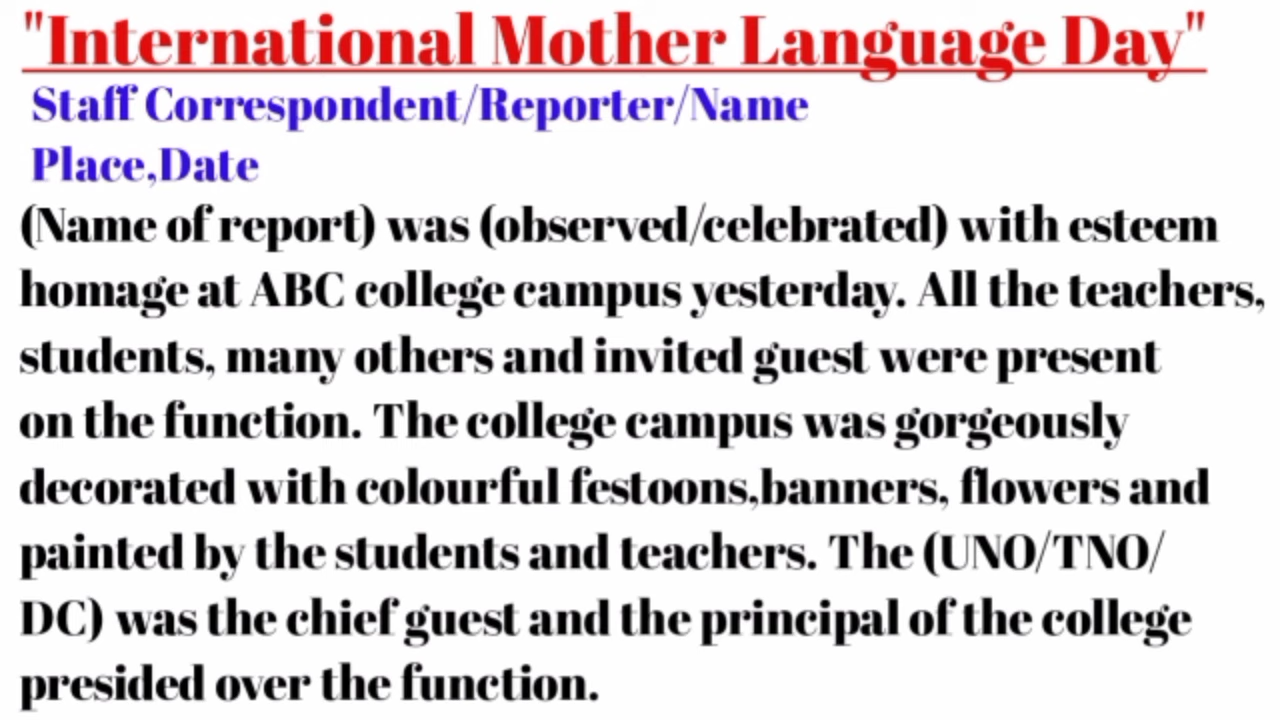 "International Mother Language Day"
Staff Correspondent/Reporter/Name
Place,Date
(Name of report) was (observed/celebrated) with esteem
homage at ABC college campus yesterday. All the teachers,
students, many others and invited guest were present
on the function. The college campus was gorgeously
decorated with colourful festoons,banners, flowers and
painted by the students and teachers. The (UNO/TNO/
DC) was the chief guest and the principal of the college
presided over the function.